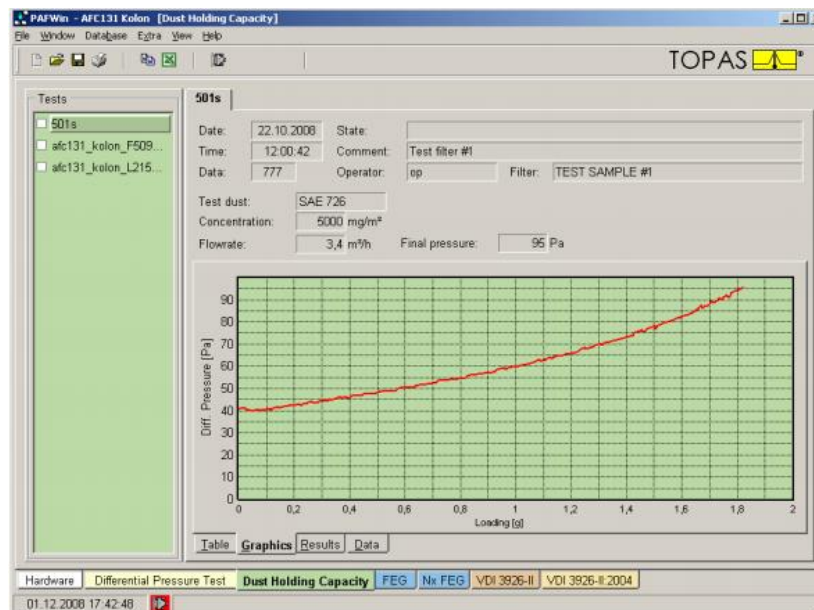 PAFWin - AFC131 Kolon [Dust Holding Capacity]
File Window Database Extra View Help
TOPAS®
Tests
501s
afc131_kolon_F509...
afc131_kolon_L215...
501s
Date: 22.10.2008 State:
Time: 12:00:42 Comment: Test filter #1
Data: 777 Operator: op Filter: TEST SAMPLE #1
Test dust: SAE 726
Concentration: 5000 mg/m³
Flowrate: 3,4 m³/h Final pressure: 95 Pa
Diff. Pressure [Pa]
90
80
70
60
50
40
30
20
10
0
0 0,2 0,4 0,6 0,8 1 1,2 1,4 1,6 1,8 2
Loading [g]
Table Graphics Results Data
Hardware Differential Pressure Test Dust Holding Capacity FEG Nx FEG VDI 3926-II VDI 3926-II:2004
01.12.2008 17:42:48